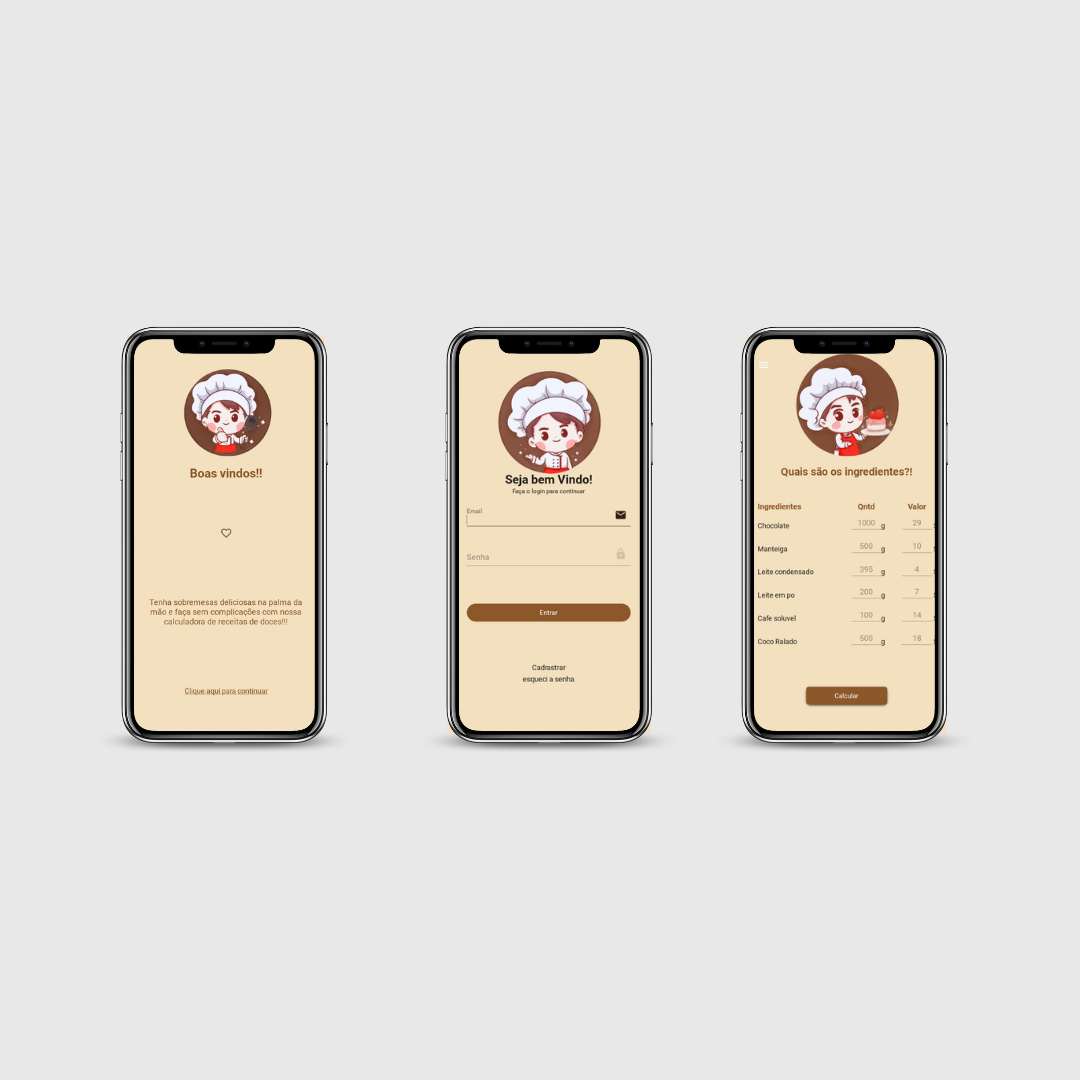 Boas vindos!!
Tenha sobremesas deliciosas na palma da
mão e faça sem complicações com nossa
calculadora de receitas de doces!!!
Clique aqui para continuar
Seja bem Vindo!
Faça o login para continuar
Email
Senha
Entrar
Cadrastrar
esqueci a senha
Quais são os ingredientes?!
Ingredientes Qntd Valor
Chocolate 1000 g 29
Manteiga 500 g 10
Leite condensado 395 g 4
Leite em po 200 g 7
Cafe soluvel 100 g 14
Coco Ralado 500 g 18
Calcular